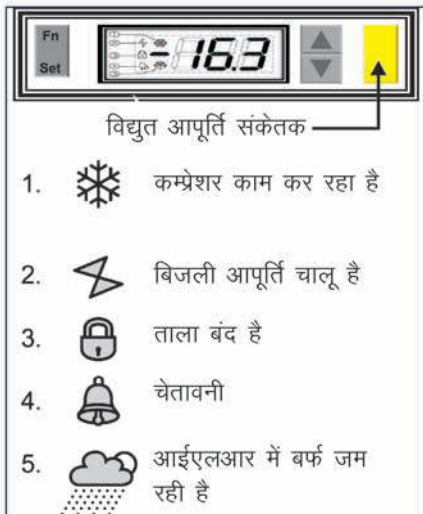 Fn
Set
-16.3
विद्युत आपूर्ति संकेतक
1. कम्प्रेशर काम कर रहा है
2. बिजली आपूर्ति चालू है
3. ताला बंद है
4. चेतावनी
5. आईएलआर में बर्फ जम
रही है